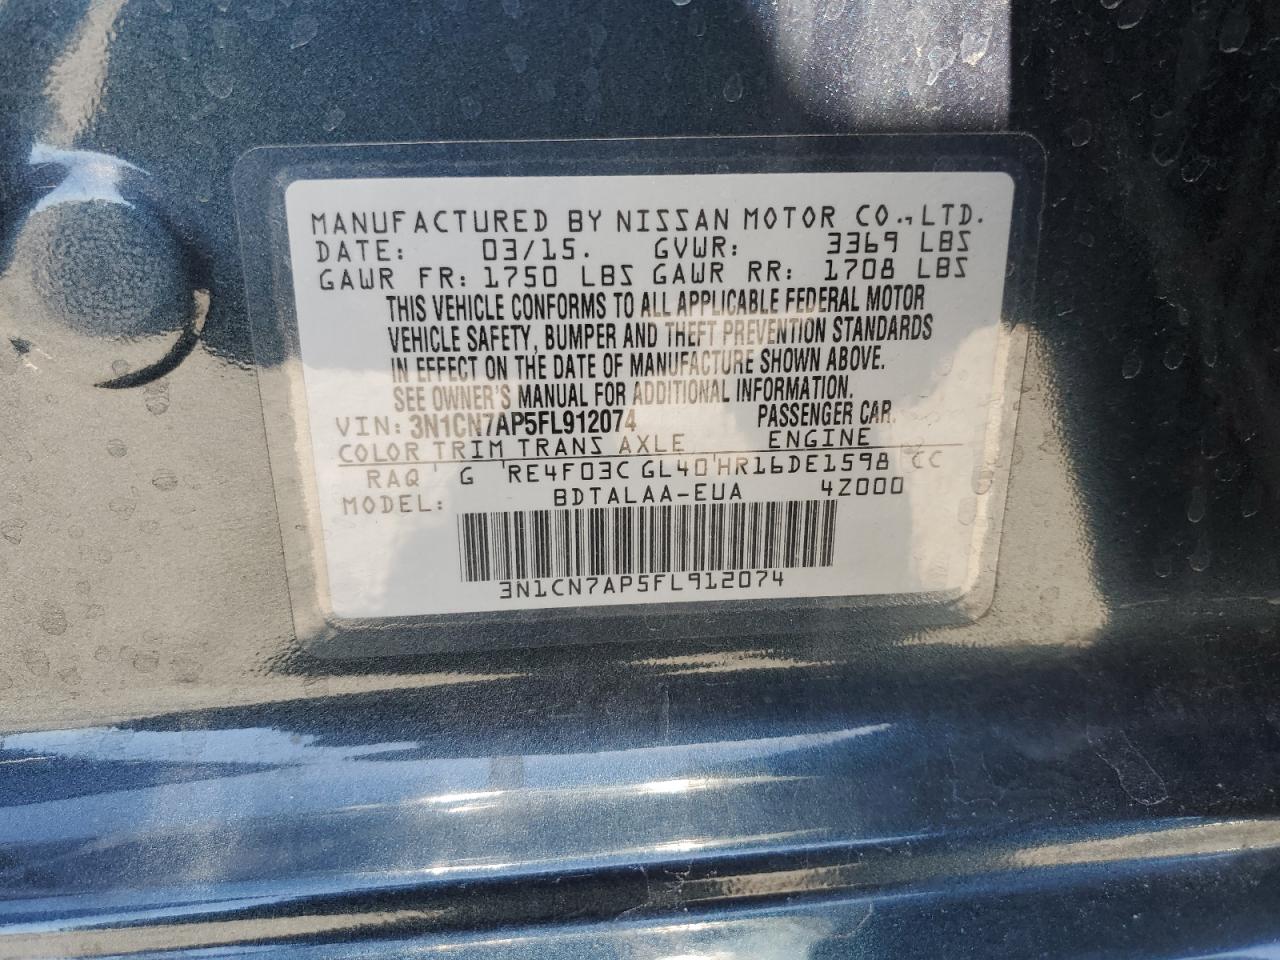 MANUFACTURED BY NISSAN MOTOR CO., LTD.
DATE: 03/15. GVWR: 3369 LBS
GAWR FR: 1750 LBS GAWR RR: 1708 LBS
THIS VEHICLE CONFORMS TO ALL APPLICABLE FEDERAL MOTOR
VEHICLE SAFETY, BUMPER AND THEFT PREVENTION STANDARDS
IN EFFECT ON THE DATE OF MANUFACTURE SHOWN ABOVE.
SEE OWNER'S MANUAL FOR ADDITIONAL INFORMATION.
VIN: 3N1CN7AP5FL912074 PASSENGER CAR.
COLOR TRIM TRANS AXLE ENGINE
RAQ G RE4F03C GL40 HR16DE1598 CC
MODEL: BDTALAA-EUA 4Z000
3N1CN7AP5FL912074